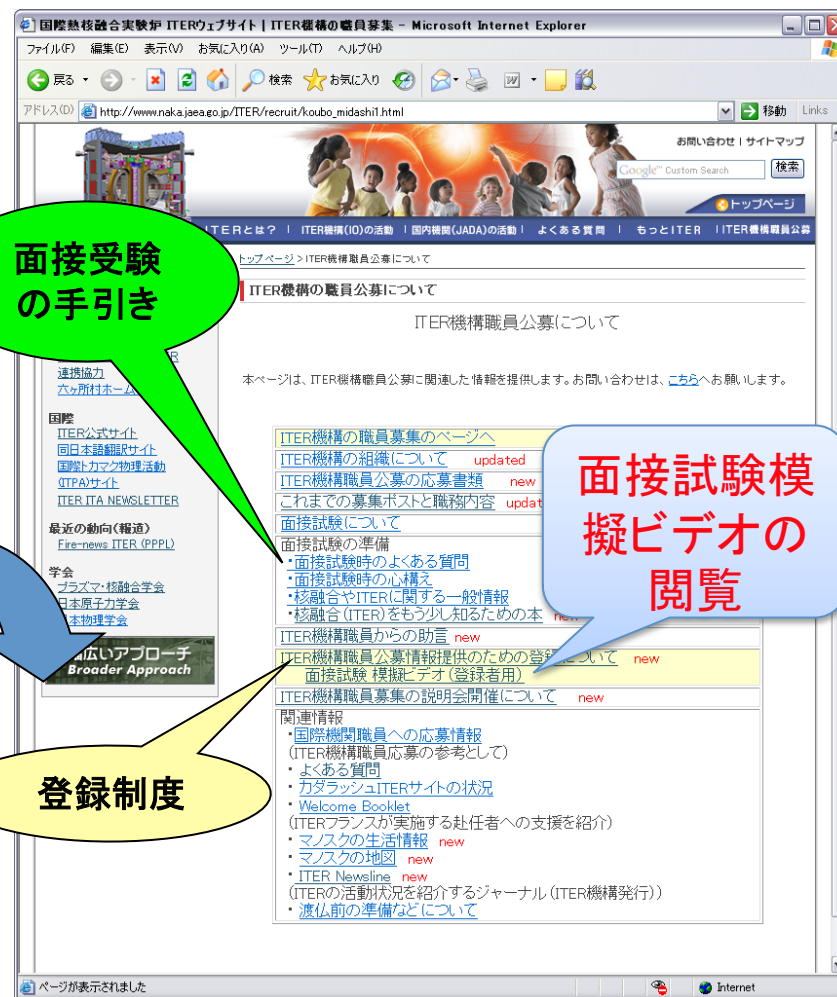 国際熱核融合実験炉 ITERウェブサイト | ITER機構の職員募集 - Microsoft Internet Explorer
ファイル(F) 編集(E) 表示(V) お気に入り(A) ツール(T) ヘルプ(H)
戻る 検索 お気に入り
アドレス(D) http://www.naka.jaea.go.jp/ITER/recruit/koubo_midashi1.html 移動 Links
お問い合わせ | サイトマップ
Google™ Custom Search 検索
トップページ
ITERとは? | ITER機構(IO)の活動 | 国内機関(JADA)の活動 | よくある質問 | もっとITER | ITER機構職員公募
面接受験
の手引き
トップページ>ITER機構職員公募について
ITER機構の職員公募について
ITER機構職員公募について
本ページは、ITER機構職員公募に関連した情報を提供します。お問い合わせは、こちらへお願いします。
連携協力
六ヶ所村ホーム
国際
ITER公式サイト
同日本語翻訳サイト
国際トカマク物理活動
(ITPA)サイト
ITER ITA NEWSLETTER
最近の動向(報道)
Fire-news ITER (PPPL)
学会
プラズマ・核融合学会
日本原子力学会
本物理学会
広いアプローチ
Broader Approach
ITER機構の職員募集のページへ
ITER機構の組織について updated
ITER機構職員公募の応募書類 new
これまでの募集ポストと職務内容 updat
面接試験について
面接試験の準備
・面接試験時のよくある質問
・面接試験時の心構え
・核融合やITERに関する一般情報
・核融合(ITER)をもう少し知るための本 new
ITER機構職員からの助言 new
ITER機構職員公募情報提供のための登録について new
面接試験 模擬ビデオ(登録者用)
ITER機構職員募集の説明会開催について new
関連情報
・国際機関職員への応募情報
(ITER機構職員応募の参考として)
・よくある質問
・カダラッシュITERサイトの状況
・Welcome Booklet
(ITERフランスが実施する赴任者への支援を紹介)
・マノスクの生活情報 new
・マノスクの地図 new
・ITER Newsline new
(ITERの活動状況を紹介するジャーナル(ITER機構発行))
・渡仏前の準備などについて
面接試験模
擬ビデオの
閲覧
登録制度
ページが表示されました Internet